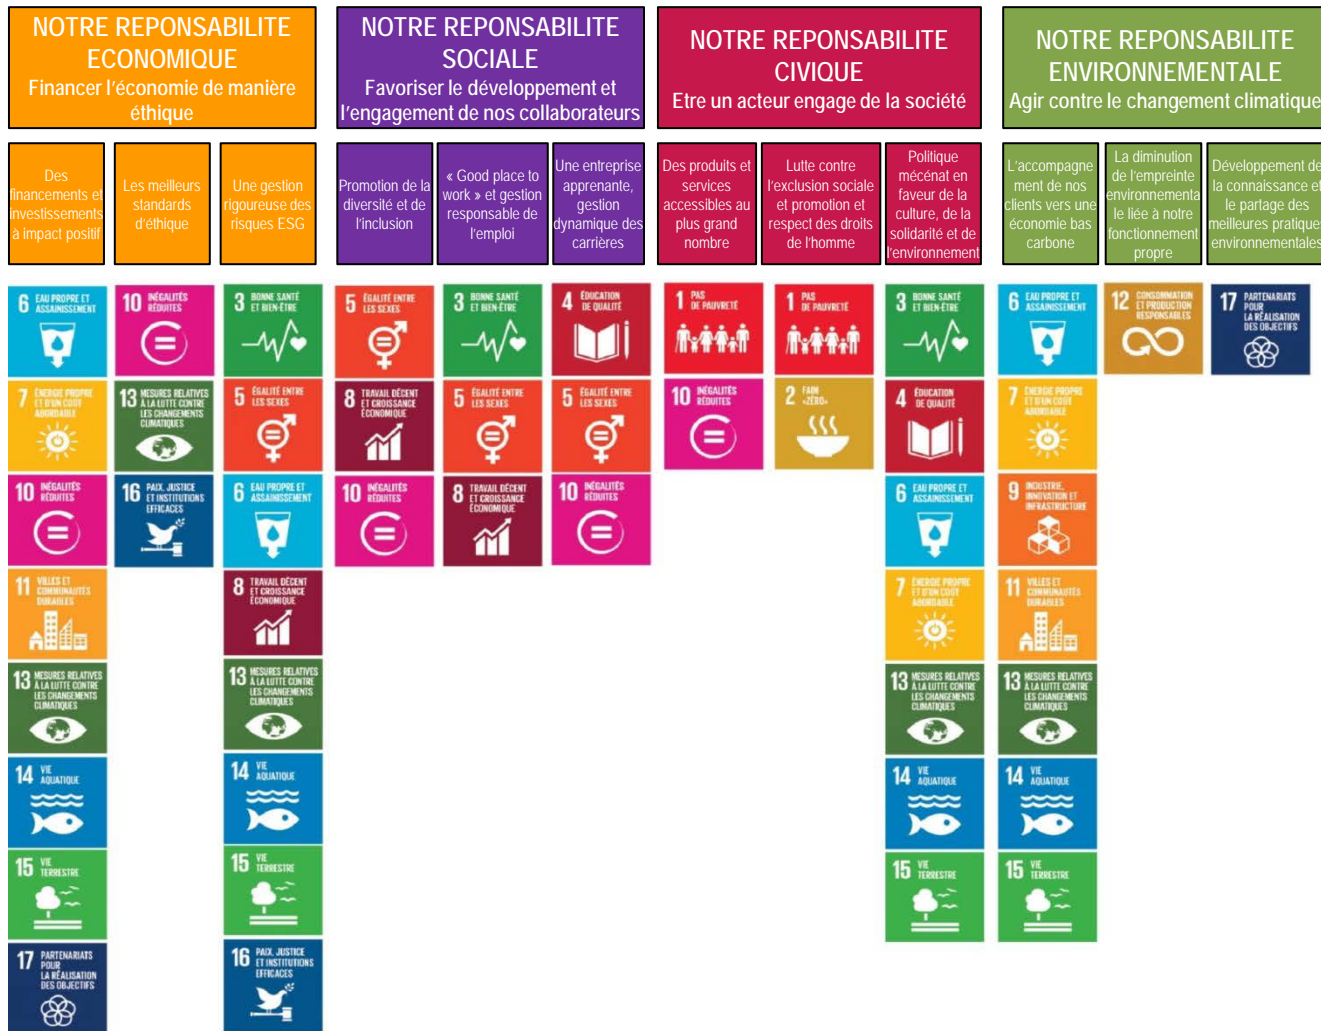 NOTRE REPONSABILITE
ECONOMIQUE
Financer l'économie de manière
éthique
NOTRE REPONSABILITE
SOCIALE
Favoriser le développement et
l'engagement de nos collaborateurs
NOTRE REPONSABILITE
CIVIQUE
Etre un acteur engage de la société
NOTRE REPONSABILITE
ENVIRONNEMENTALE
Agir contre le changement climatique
Des
financements et
investissements
à impact positif
Les meilleurs
standards
d'éthique
Une gestion
rigoureuse des
risques ESG
Promotion de la
diversité et de
l'inclusion
« Good place to
work » et gestion
responsable de
l'emploi
Une entreprise
apprenante,
gestion
dynamique des
carrières
Des produits et
services
accessibles au
plus grand
nombre
Lutte contre
l'exclusion sociale
et promotion et
respect des droits
de l'homme
Politique
mécénat en
faveur de la
culture, de la
solidarité et de
l'environnement
L'accompagne
ment de nos
clients vers une
économie bas
carbone
La diminution
de l'empreinte
environnementa
le liée à notre
fonctionnement
propre
Développement de
la connaissance et
le partage des
meilleures pratiques
environnementales
6 EAU PROPRE ET
ASSAINISSEMENT
7 ÉNERGIE PROPRE
ET D'UN COÛT
ABORDABLE
10 INÉGALITÉS
RÉDUITES
11 VILLES ET
COMMUNAUTÉS
DURABLES
13 MESURES RELATIVES
À LA LUTTE CONTRE
LES CHANGEMENTS
CLIMATIQUES
14 VIE
AQUATIQUE
15 VIE
TERRESTRE
17 PARTENARIATS
POUR
LA RÉALISATION
DES OBJECTIFS
10 INÉGALITÉS
RÉDUITES
13 MESURES RELATIVES
À LA LUTTE CONTRE
LES CHANGEMENTS
CLIMATIQUES
16 PAIX, JUSTICE
ET INSTITUTIONS
EFFICACES
3 BONNE SANTÉ
ET BIEN-ÊTRE
5 ÉGALITÉ ENTRE
LES SEXES
6 EAU PROPRE ET
ASSAINISSEMENT
8 TRAVAIL DÉCENT
ET CROISSANCE
ÉCONOMIQUE
13 MESURES RELATIVES
À LA LUTTE CONTRE
LES CHANGEMENTS
CLIMATIQUES
14 VIE
AQUATIQUE
15 VIE
TERRESTRE
16 PAIX, JUSTICE
ET INSTITUTIONS
EFFICACES
5 ÉGALITÉ ENTRE
LES SEXES
8 TRAVAIL DÉCENT
ET CROISSANCE
ÉCONOMIQUE
10 INÉGALITÉS
RÉDUITES
3 BONNE SANTÉ
ET BIEN-ÊTRE
5 ÉGALITÉ ENTRE
LES SEXES
8 TRAVAIL DÉCENT
ET CROISSANCE
ÉCONOMIQUE
4 ÉDUCATION
DE QUALITÉ
5 ÉGALITÉ ENTRE
LES SEXES
10 INÉGALITÉS
RÉDUITES
1 PAS
DE PAUVRETÉ
10 INÉGALITÉS
RÉDUITES
1 PAS
DE PAUVRETÉ
2 FAIM
«ZÉRO»
3 BONNE SANTÉ
ET BIEN-ÊTRE
4 ÉDUCATION
DE QUALITÉ
6 EAU PROPRE ET
ASSAINISSEMENT
7 ÉNERGIE PROPRE
ET D'UN COÛT
ABORDABLE
13 MESURES RELATIVES
À LA LUTTE CONTRE
LES CHANGEMENTS
CLIMATIQUES
14 VIE
AQUATIQUE
15 VIE
TERRESTRE
6 EAU PROPRE ET
ASSAINISSEMENT
7 ÉNERGIE PROPRE
ET D'UN COÛT
ABORDABLE
9 INDUSTRIE,
INNOVATION ET
INFRASTRUCTURE
11 VILLES ET
COMMUNAUTÉS
DURABLES
13 MESURES RELATIVES
À LA LUTTE CONTRE
LES CHANGEMENTS
CLIMATIQUES
14 VIE
AQUATIQUE
15 VIE
TERRESTRE
12 CONSOMMATION
ET PRODUCTION
RESPONSABLES
17 PARTENARIATS
POUR
LA RÉALISATION
DES OBJECTIFS